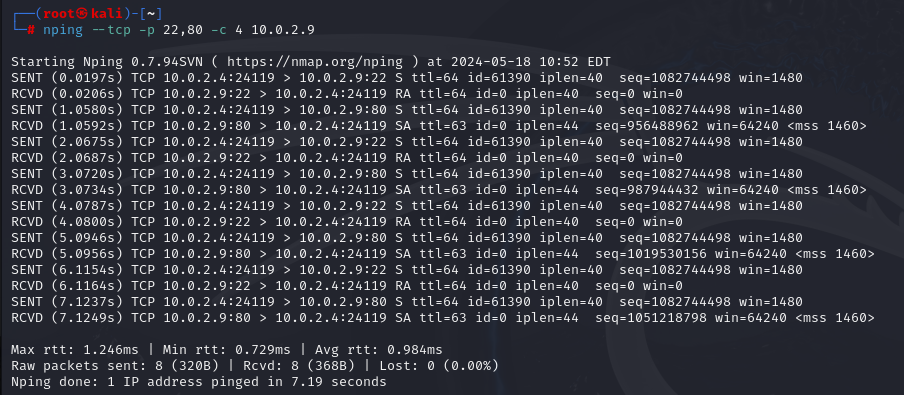 ┌──(root㉿kali)-[~]
└─# nping --tcp -p 22,80 -c 4 10.0.2.9
Starting Nping 0.7.94SVN ( https://nmap.org/nping ) at 2024-05-18 10:52 EDT
SENT (0.0197s) TCP 10.0.2.4:24119 > 10.0.2.9:22 S ttl=64 id=61390 iplen=40  seq=1082744498 win=1480
RCVD (0.0206s) TCP 10.0.2.9:22 > 10.0.2.4:24119 RA ttl=64 id=0 iplen=40  seq=0 win=0
SENT (1.0580s) TCP 10.0.2.4:24119 > 10.0.2.9:80 S ttl=64 id=61390 iplen=40  seq=1082744498 win=1480
RCVD (1.0592s) TCP 10.0.2.9:80 > 10.0.2.4:24119 SA ttl=63 id=0 iplen=44  seq=956488962 win=64240 <mss 1460>
SENT (2.0675s) TCP 10.0.2.4:24119 > 10.0.2.9:22 S ttl=64 id=61390 iplen=40  seq=1082744498 win=1480
RCVD (2.0687s) TCP 10.0.2.9:22 > 10.0.2.4:24119 RA ttl=64 id=0 iplen=40  seq=0 win=0
SENT (3.0720s) TCP 10.0.2.4:24119 > 10.0.2.9:80 S ttl=64 id=61390 iplen=40  seq=1082744498 win=1480
RCVD (3.0734s) TCP 10.0.2.9:80 > 10.0.2.4:24119 SA ttl=63 id=0 iplen=44  seq=987944432 win=64240 <mss 1460>
SENT (4.0787s) TCP 10.0.2.4:24119 > 10.0.2.9:22 S ttl=64 id=61390 iplen=40  seq=1082744498 win=1480
RCVD (4.0800s) TCP 10.0.2.9:22 > 10.0.2.4:24119 RA ttl=64 id=0 iplen=40  seq=0 win=0
SENT (5.0946s) TCP 10.0.2.4:24119 > 10.0.2.9:80 S ttl=64 id=61390 iplen=40  seq=1082744498 win=1480
RCVD (5.0956s) TCP 10.0.2.9:80 > 10.0.2.4:24119 SA ttl=63 id=0 iplen=44  seq=1019530156 win=64240 <mss 1460>
SENT (6.1154s) TCP 10.0.2.4:24119 > 10.0.2.9:22 S ttl=64 id=61390 iplen=40  seq=1082744498 win=1480
RCVD (6.1164s) TCP 10.0.2.9:22 > 10.0.2.4:24119 RA ttl=64 id=0 iplen=40  seq=0 win=0
SENT (7.1237s) TCP 10.0.2.4:24119 > 10.0.2.9:80 S ttl=64 id=61390 iplen=40  seq=1082744498 win=1480
RCVD (7.1249s) TCP 10.0.2.9:80 > 10.0.2.4:24119 SA ttl=63 id=0 iplen=44  seq=1051218798 win=64240 <mss 1460>
Max rtt: 1.246ms | Min rtt: 0.729ms | Avg rtt: 0.984ms
Raw packets sent: 8 (320B) | Rcvd: 8 (368B) | Lost: 0 (0.00%)
Nping done: 1 IP address pinged in 7.19 seconds